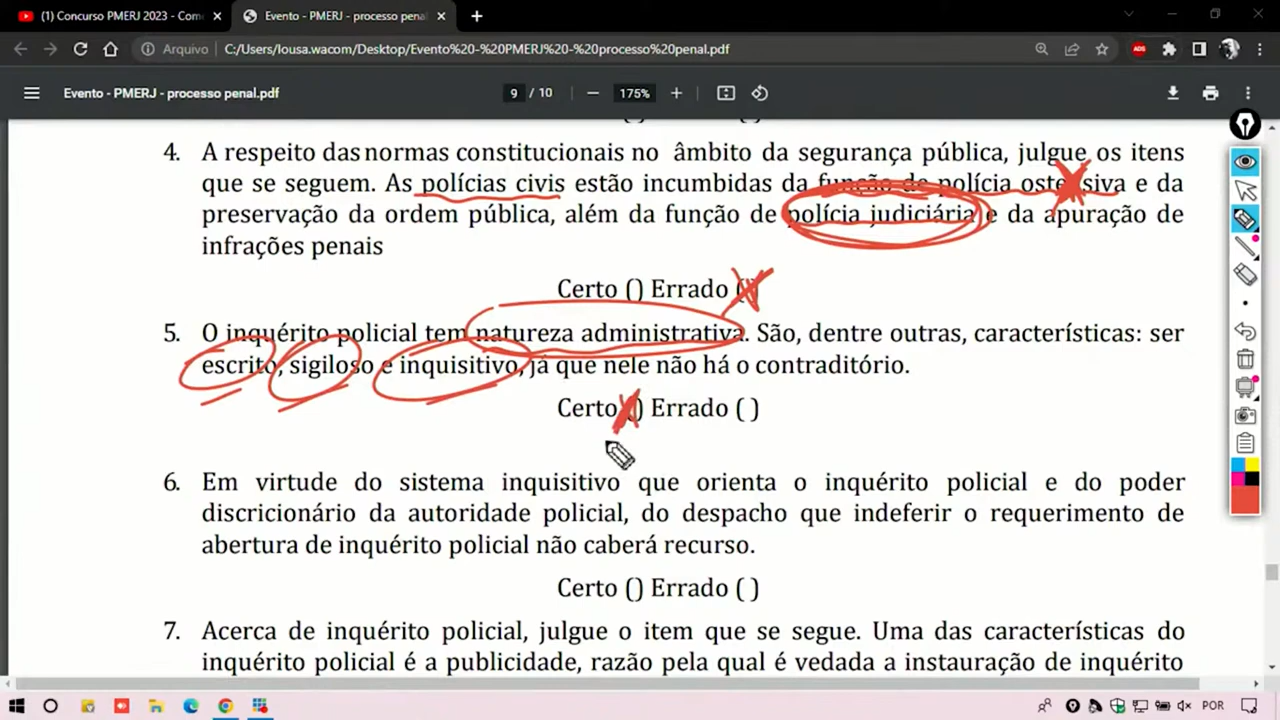 (1) Concurso PMERJ 2023 - Com
Evento - PMERJ - processo penal
Arquivo
C:/Users/lousa.wacom/Desktop/Evento%20-%20PMERJ%20-%20processo%20penal.pdf
ADS
Evento - PMERJ - processo penal.pdf
9 / 10
175%
4. A respeito das normas constitucionais no âmbito da segurança pública, julgue os itens
que se seguem. As polícias civis estão incumbidas da função de polícia ostensiva e da
preservação da ordem pública, além da função de polícia judiciária e da apuração de
infrações penais
Certo () Errado ()
5. O inquérito policial tem natureza administrativa. São, dentre outras, características: ser
escrito, sigiloso e inquisitivo, já que nele não há o contraditório.
Certo () Errado ( )
6. Em virtude do sistema inquisitivo que orienta o inquérito policial e do poder
discricionário da autoridade policial, do despacho que indeferir o requerimento de
abertura de inquérito policial não caberá recurso.
Certo () Errado ( )
7. Acerca de inquérito policial, julgue o item que se segue. Uma das características do
inquérito policial é a publicidade, razão pela qual é vedada a instauração de inquérito
POR